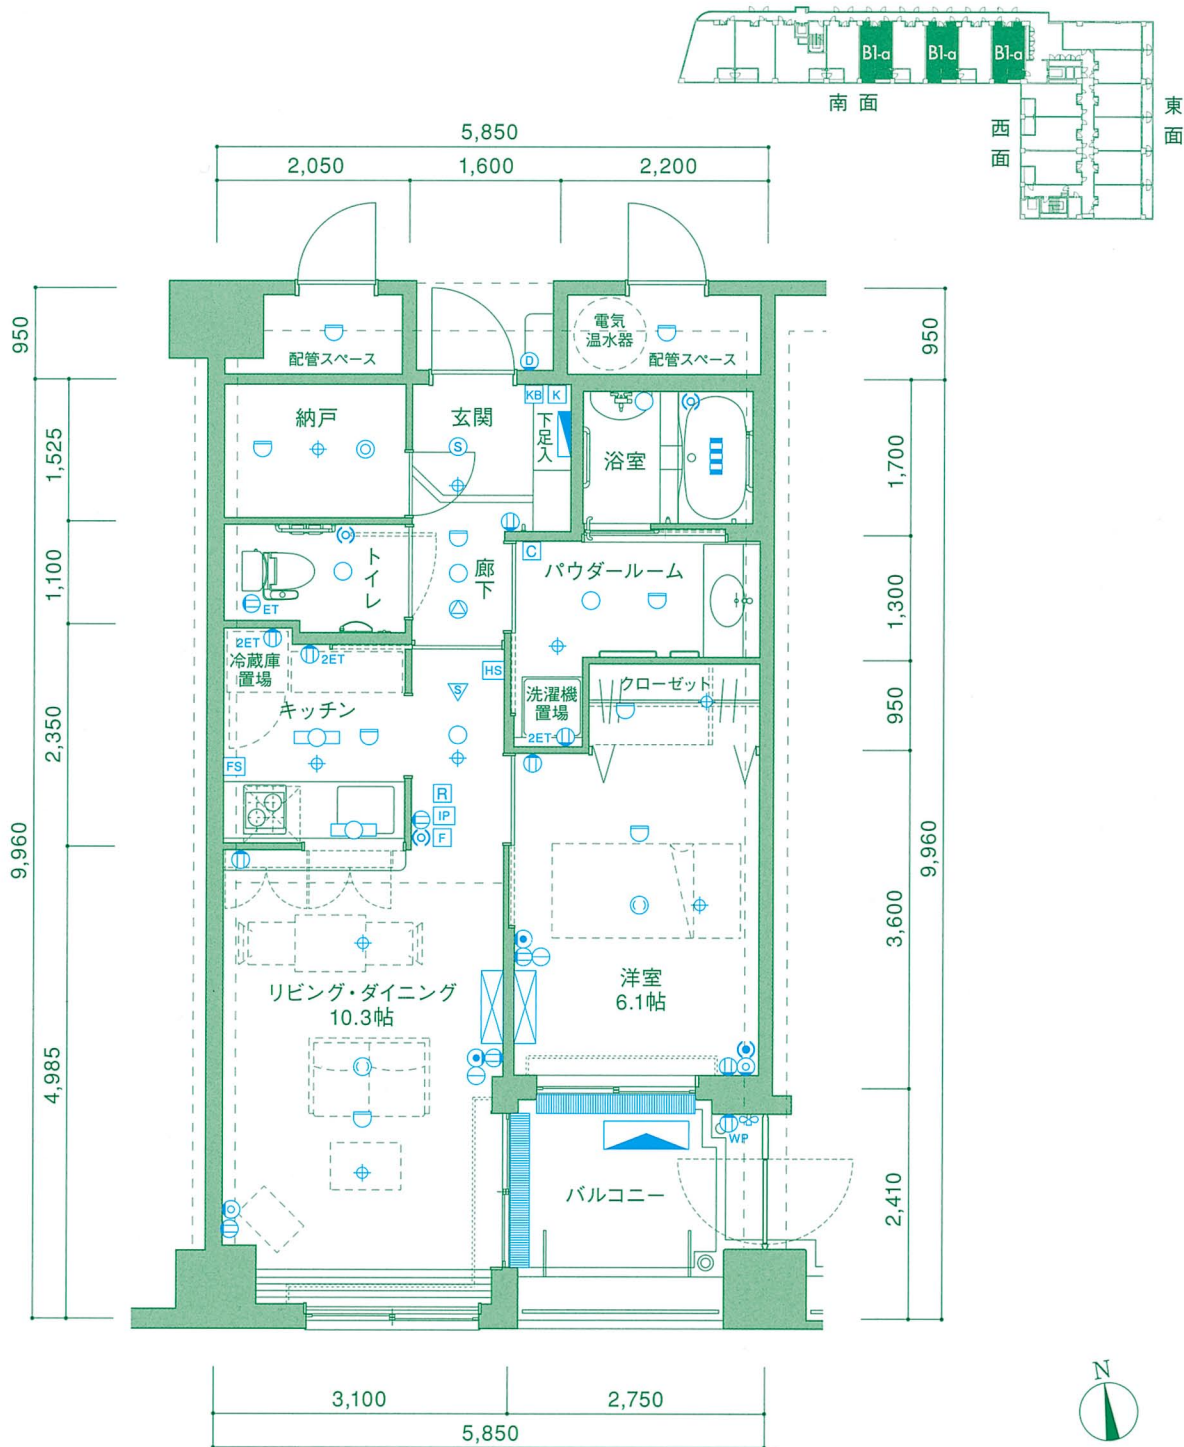 B1-a
B1-a
B1-a
南面
西面
東面
5,850
2,050
1,600
2,200
950
950
配管スペース
電気
温水器
配管スペース
D
KB
K
納戸
玄関
下足入
S
浴室
1,525
1,700
トイレ
ET
廊下
C
パウダールーム
1,100
1,300
2ET
冷蔵庫
置場
2ET
HS
キッチン
S
洗濯機
置場
2ET
クローゼット
950
2,350
FS
R
IP
F
9,960
9,960
3,600
洋室
6.1帖
リビング・ダイニング
10.3帖
4,985
WP
バルコニー
2,410
3,100
2,750
5,850
N